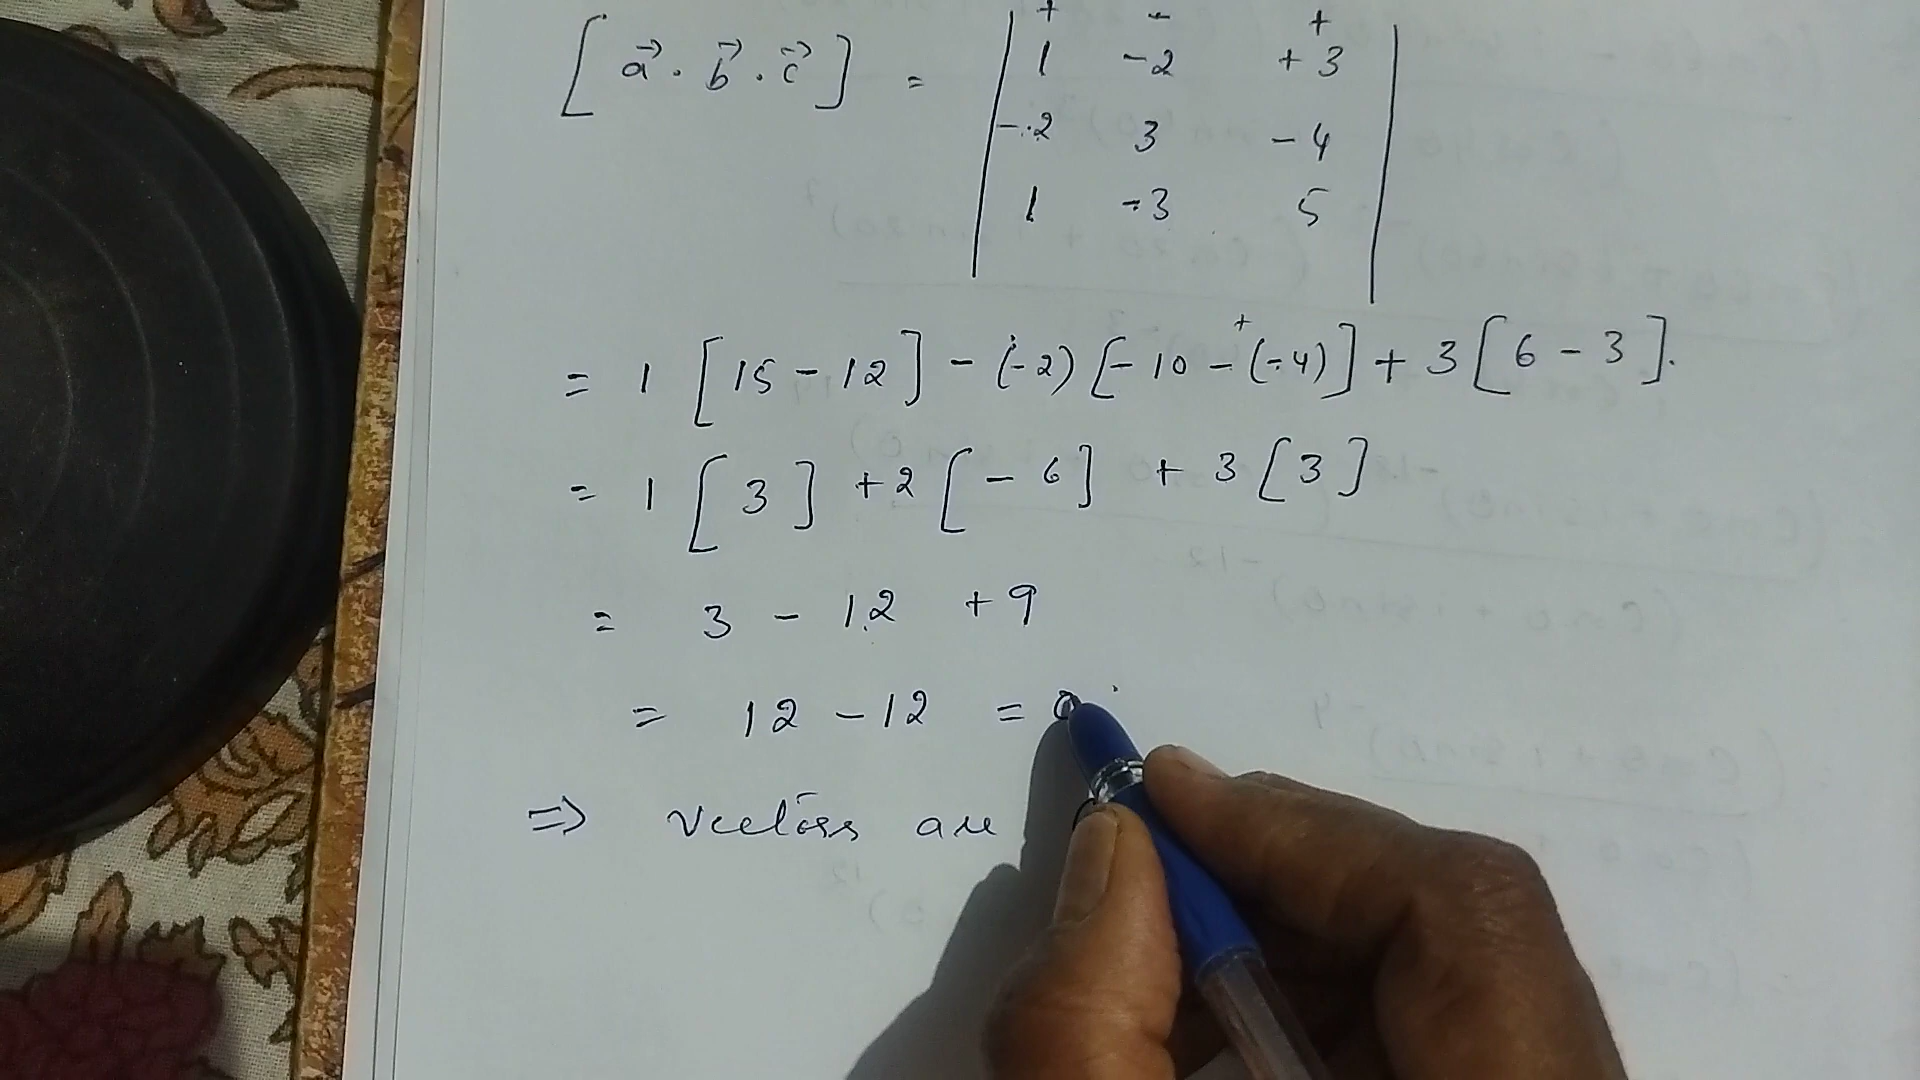 + - +
[a⃗ . b⃗ . c⃗] = | 1 -2 +3 |
| -2 3 -4 |
| 1 -3 5 |
= 1 [15 - 12] - (-2) [-10 - (-4)] + 3 [6 - 3].
= 1 [3] + 2 [-6] + 3 [3]
= 3 - 12 + 9
= 12 - 12 = 0
⇒ vectors are